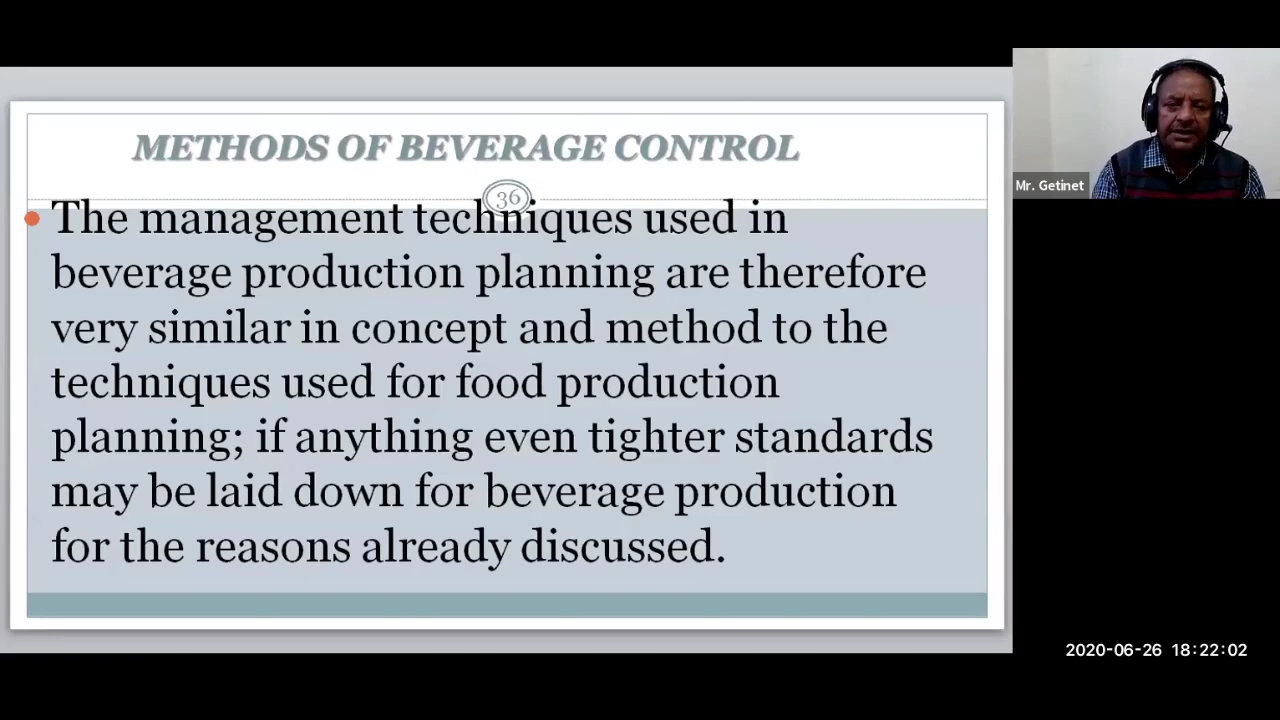 METHODS OF BEVERAGE CONTROL
36
The management techniques used in
beverage production planning are therefore
very similar in concept and method to the
techniques used for food production
planning; if anything even tighter standards
may be laid down for beverage production
for the reasons already discussed.
Mr. Getinet
2020-06-26 18:22:02